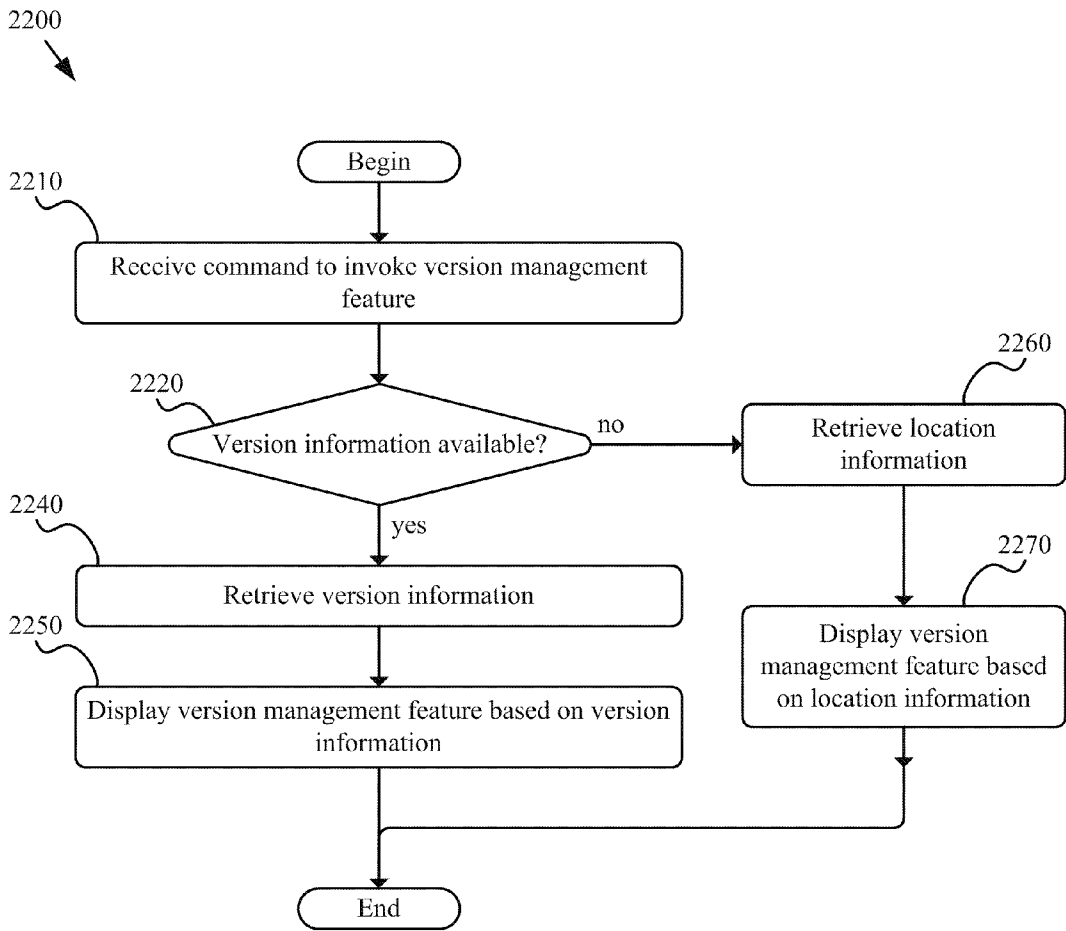 2200
Begin
2210
Receive command to invoke version management
feature
2220
Version information available?
no
2260
Retrieve location
information
yes
2240
Retrieve version information
2270
Display version
management feature based
on location information
2250
Display version management feature based on version
information
End